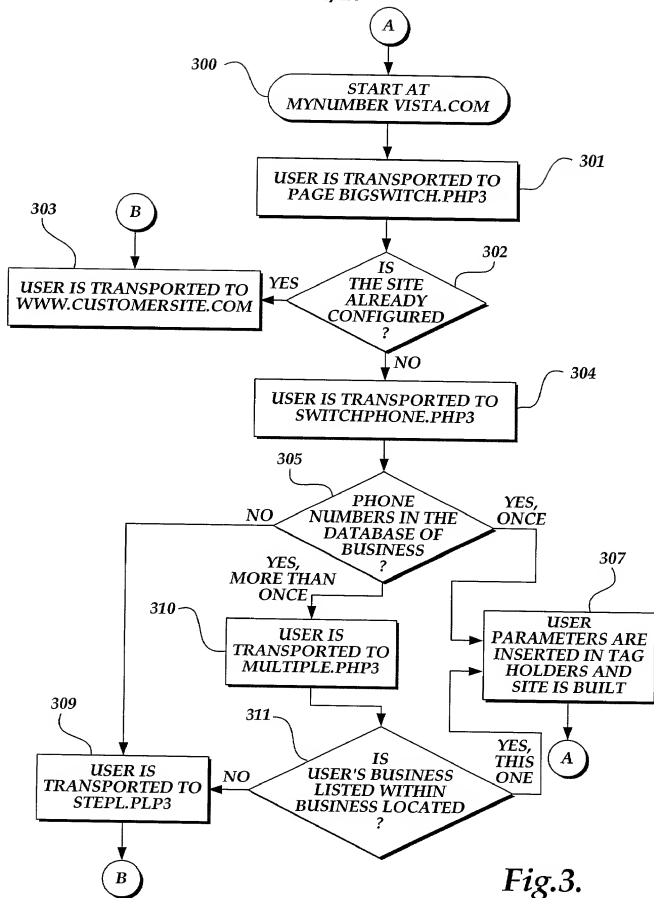 A
300
START AT
MYNUMBER VISTA.COM
301
USER IS TRANSPORTED TO
PAGE BIGSWITCH.PHP3
B
303
302
IS
THE SITE
ALREADY
CONFIGURED
?
YES
USER IS TRANSPORTED TO
WWW.CUSTOMERSITE.COM
NO
304
USER IS TRANSPORTED TO
SWITCHPHONE.PHP3
305
PHONE
NUMBERS IN THE
DATABASE OF
BUSINESS
?
NO
YES,
ONCE
YES,
MORE THAN
ONCE
307
310
USER IS
TRANSPORTED TO
MULTIPLE.PHP3
USER
PARAMETERS ARE
INSERTED IN TAG
HOLDERS AND
SITE IS BUILT
309
311
IS
USER'S BUSINESS
LISTED WITHIN
BUSINESS LOCATED
?
YES,
THIS
ONE
A
USER IS
TRANSPORTED TO
STEPL.PLP3
NO
B
Fig.3.